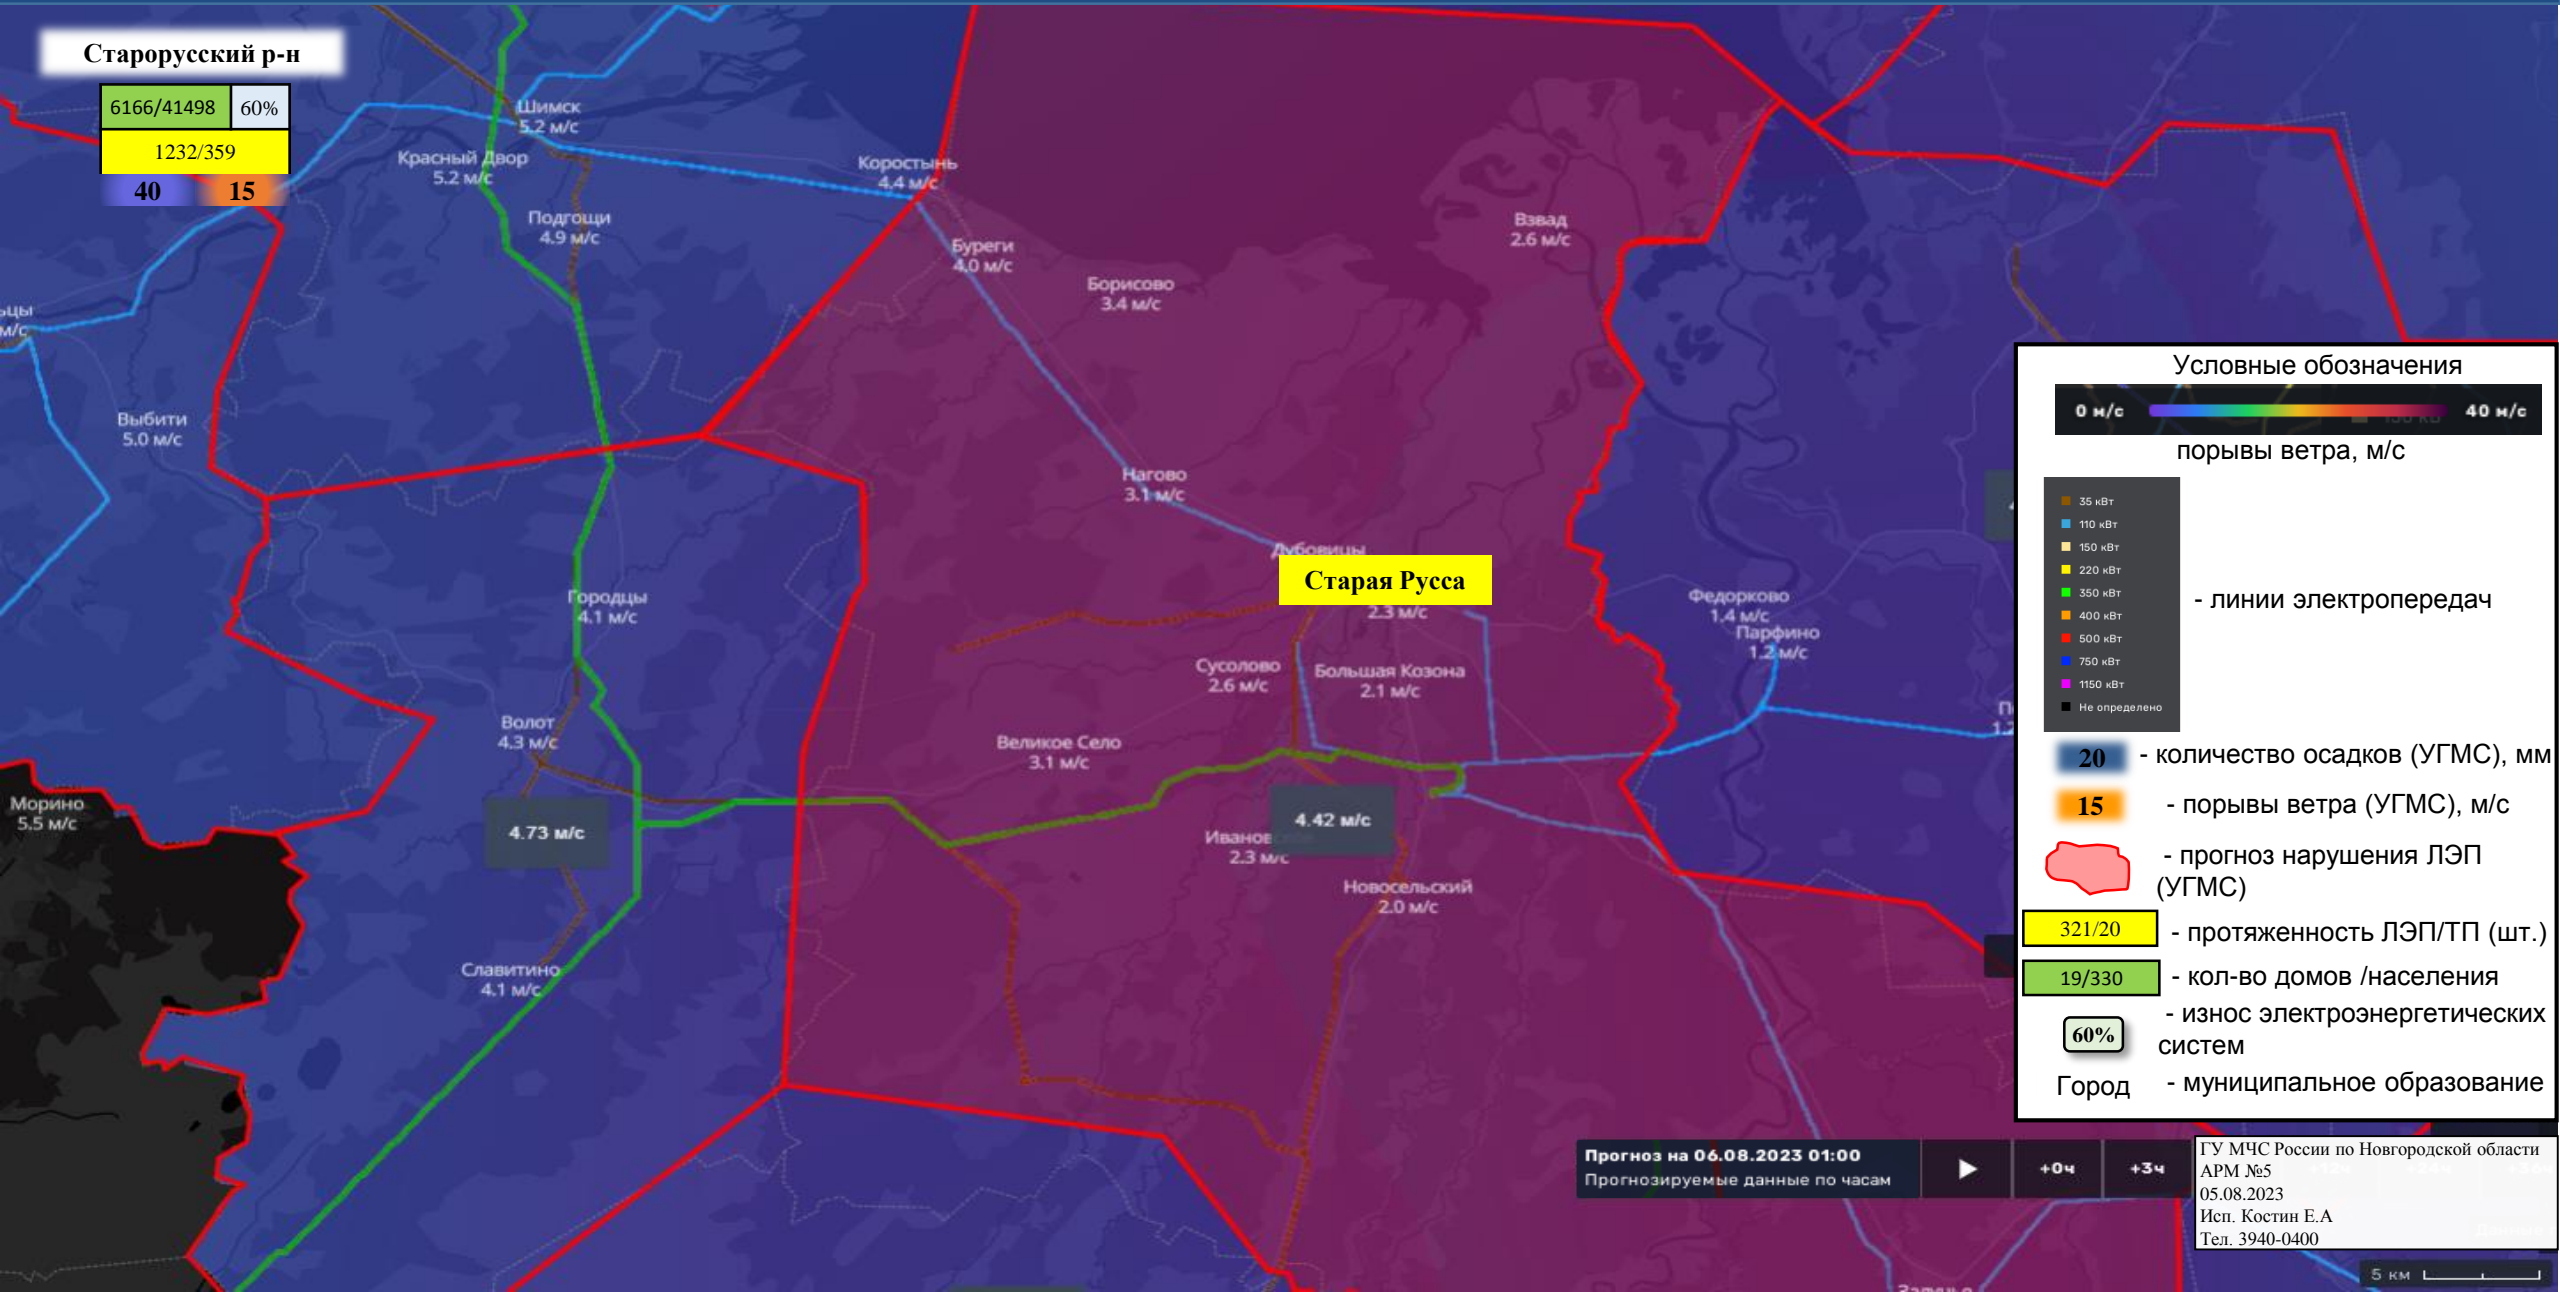 Старорусский р-н
6166/41498 60%
1232/359
40 15
Шимск
5.2 м/с
Красный Двор
5.2 м/с
Коростынь
4.4 м/с
Подгощи
4.9 м/с
Буреги
4.0 м/с
Взвад
2.6 м/с
Борисово
3.4 м/с
м/с
Выбити
5.0 м/с
Нагово
3.1 м/с
Дубовицы
Старая Русса
2.3 м/с
Городцы
4.1 м/с
Федорково
1.4 м/с
Парфино
1.2 м/с
Сусолово
2.6 м/с
Большая Козона
2.1 м/с
Волот
4.3 м/с
Великое Село
3.1 м/с
Морино
5.5 м/с
4.73 м/с
4.42 м/с
2.3 м/с
Новосельский
2.0 м/с
Славитино
4.1 м/с
Условные обозначения
0 м/с 40 м/с
порывы ветра, м/с
35 кВт
110 кВт
150 кВт
220 кВт
350 кВт
400 кВт
500 кВт
750 кВт
1150 кВт
Не определено
- линии электропередач
20 - количество осадков (УГМС), мм
15 - порывы ветра (УГМС), м/с
- прогноз нарушения ЛЭП
(УГМС)
321/20 - протяженность ЛЭП/ТП (шт.)
19/330 - кол-во домов /населения
60% - износ электроэнергетических
систем
Город - муниципальное образование
Прогноз на 06.08.2023 01:00
Прогнозируемые данные по часам
+0ч +3ч
ГУ МЧС России по Новгородской области
АРМ №5
05.08.2023
Исп. Костин Е.А
Тел. 3940-0400
5 км